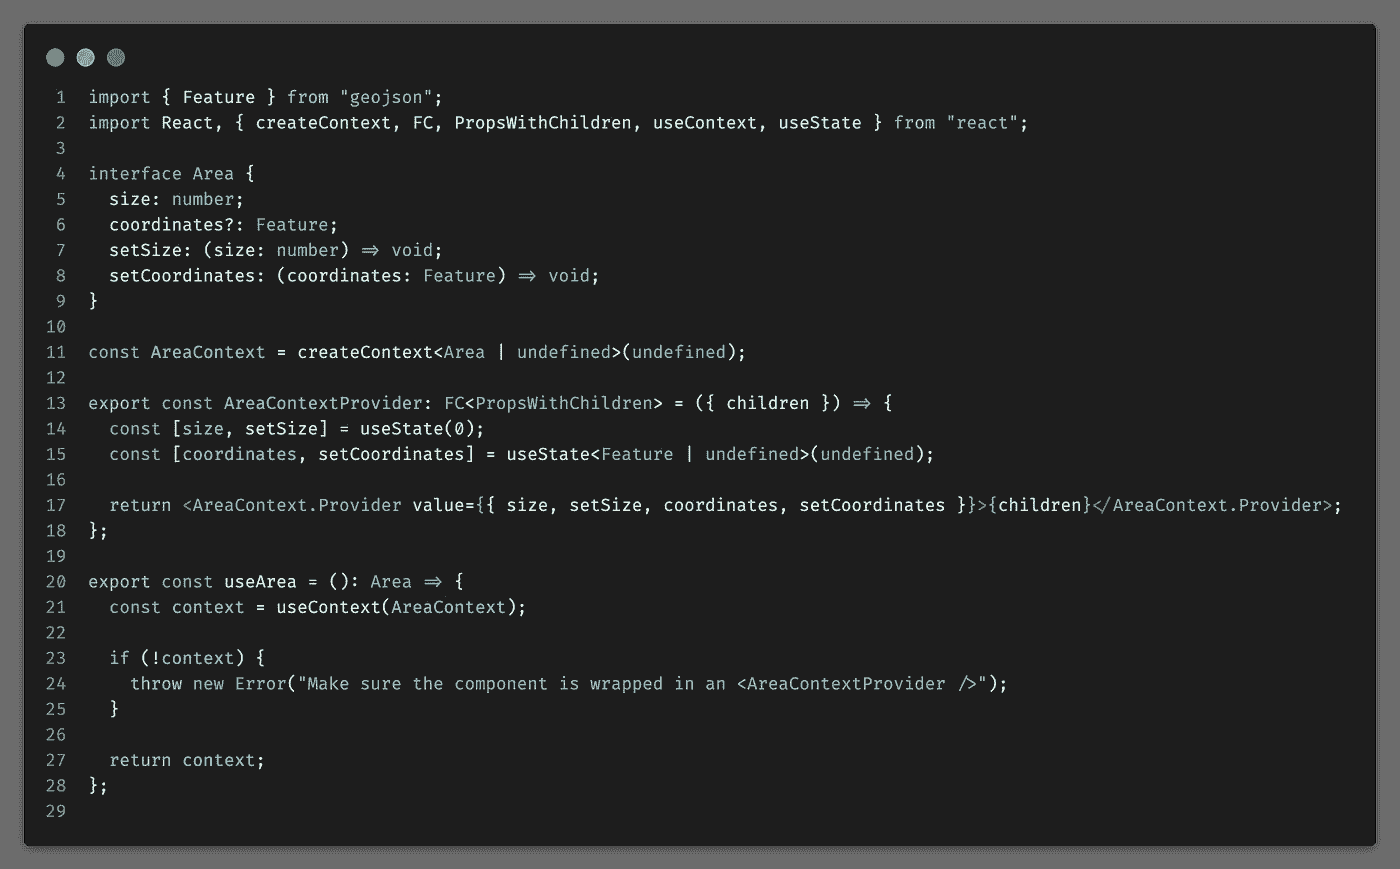 1 import { Feature } from "geojson";
2 import React, { createContext, FC, PropsWithChildren, useContext, useState } from "react";
3
4 interface Area {
5   size: number;
6   coordinates?: Feature;
7   setSize: (size: number) => void;
8   setCoordinates: (coordinates: Feature) => void;
9 }
10
11 const AreaContext = createContext<Area | undefined>(undefined);
12
13 export const AreaContextProvider: FC<PropsWithChildren> = ({ children }) => {
14   const [size, setSize] = useState(0);
15   const [coordinates, setCoordinates] = useState<Feature | undefined>(undefined);
16
17   return <AreaContext.Provider value={{ size, setSize, coordinates, setCoordinates }}>{children}</AreaContext.Provider>;
18 };
19
20 export const useArea = (): Area => {
21   const context = useContext(AreaContext);
22
23   if (!context) {
24     throw new Error("Make sure the component is wrapped in an <AreaContextProvider />");
25   }
26
27   return context;
28 };
29